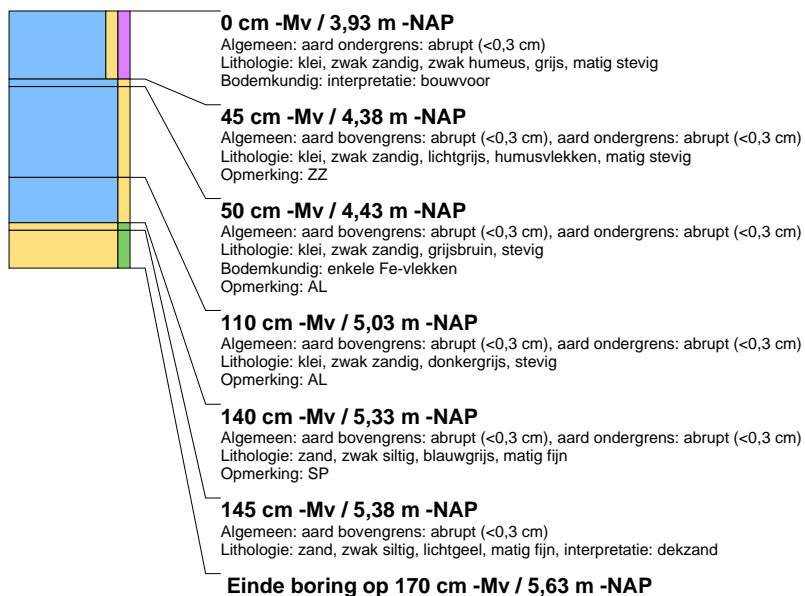 0 cm -Mv / 3,93 m -NAP
Algemeen: aard ondergrens: abrupt (<0,3 cm)
Lithologie: klei, zwak zandig, zwak humeus, grijs, matig stevig
Bodemkundig: interpretatie: bouwvoor
45 cm -Mv / 4,38 m -NAP
Algemeen: aard bovengrens: abrupt (<0,3 cm), aard ondergrens: abrupt (<0,3 cm)
Lithologie: klei, zwak zandig, lichtgrijs, humusvlekken, matig stevig
Opmerking: ZZ
50 cm -Mv / 4,43 m -NAP
Algemeen: aard bovengrens: abrupt (<0,3 cm), aard ondergrens: abrupt (<0,3 cm)
Lithologie: klei, zwak zandig, grijsbruin, stevig
Bodemkundig: enkele Fe-vlekken
Opmerking: AL
110 cm -Mv / 5,03 m -NAP
Algemeen: aard bovengrens: abrupt (<0,3 cm), aard ondergrens: abrupt (<0,3 cm)
Lithologie: klei, zwak zandig, donkergrijs, stevig
Opmerking: AL
140 cm -Mv / 5,33 m -NAP
Algemeen: aard bovengrens: abrupt (<0,3 cm), aard ondergrens: abrupt (<0,3 cm)
Lithologie: zand, zwak siltig, blauwgrijs, matig fijn
Opmerking: SP
145 cm -Mv / 5,38 m -NAP
Algemeen: aard bovengrens: abrupt (<0,3 cm)
Lithologie: zand, zwak siltig, lichtgeel, matig fijn, interpretatie: dekzand
Einde boring op 170 cm -Mv / 5,63 m -NAP